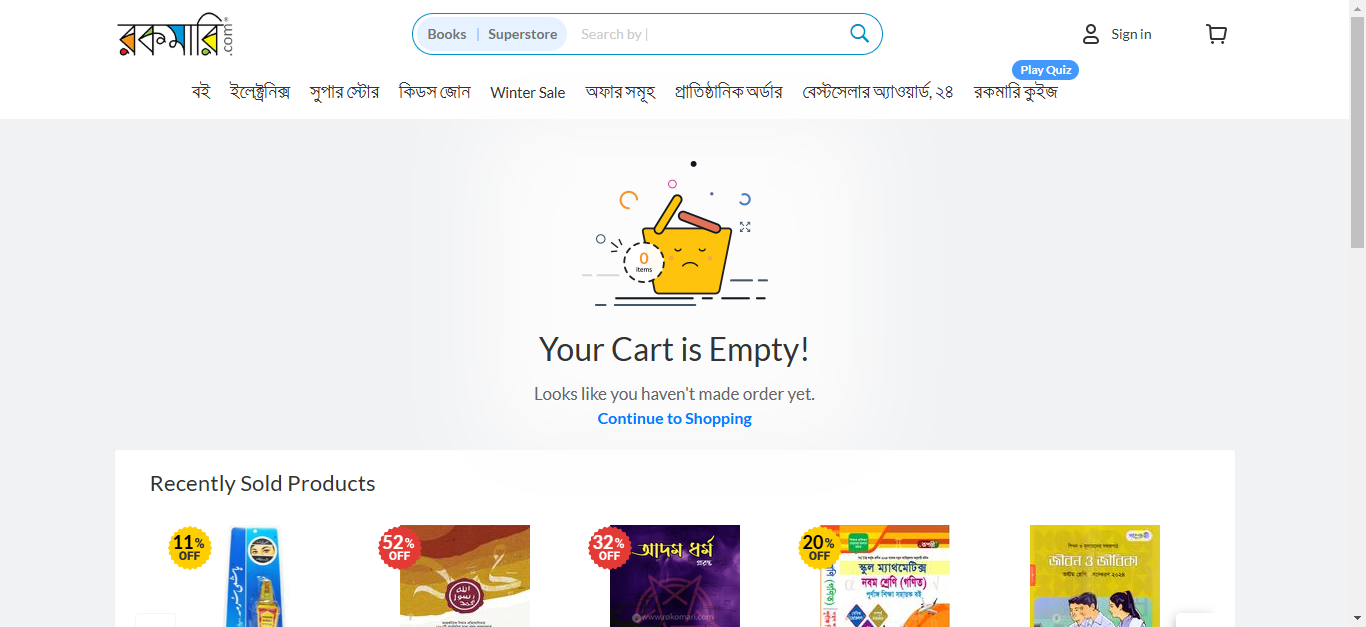 রকমারি
.com
Books | Superstore
Search by |
Sign in
Play Quiz
বই
ইলেক্ট্রনিক্স
সুপার স্টোর
কিডস জোন
Winter Sale
অফার সমূহ
প্রাতিষ্ঠানিক অর্ডার
বেস্টসেলার অ্যাওয়ার্ড, ২৪
রকমারি কুইজ
0
items
Your Cart is Empty!
Looks like you haven't made order yet.
Continue to Shopping
Recently Sold Products
11%
OFF
52%
OFF
32%
OFF
আদম ধর্ম
www.rokomari.com
20%
OFF
স্কুল ম্যাথমেটিক্স
নবম শ্রেণি (গণিত)
জীবন ও জীবিকা